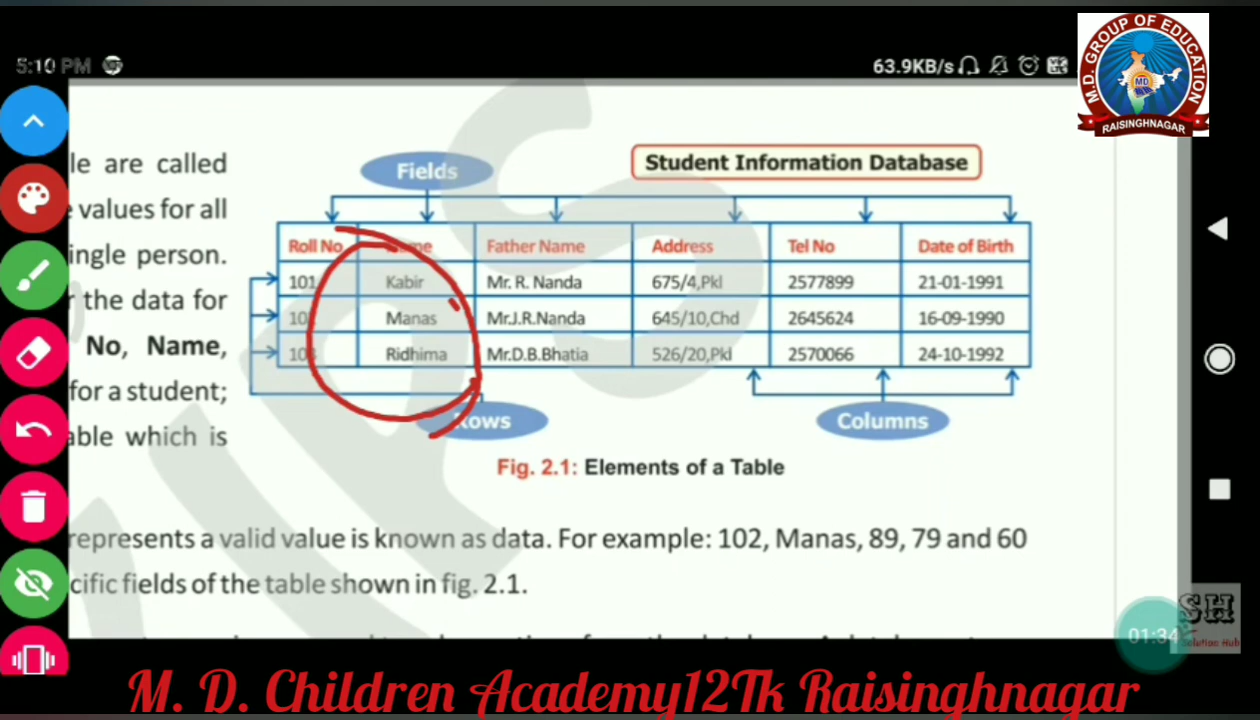 5:10 PM
63.9KB/s
M.D. GROUP OF EDUCATION
MD
RAISINGHNAGAR
le are called
values for all
ingle person.
the data for
No, Name,
for a student;
able which is
Fields
Student Information Database
Roll No Name Father Name Address Tel No Date of Birth
101 Kabir Mr. R. Nanda 675/4,Pkl 2577899 21-01-1991
102 Manas Mr.J.R.Nanda 645/10,Chd 2645624 16-09-1990
103 Ridhima Mr.D.B.Bhatia 526/20,Pkl 2570066 24-10-1992
Rows
Columns
Fig. 2.1: Elements of a Table
represents a valid value is known as data. For example: 102, Manas, 89, 79 and 60
cific fields of the table shown in fig. 2.1.
SH
Solution Hub
01:34
M. D. Children Academy12Tk Raisinghnagar